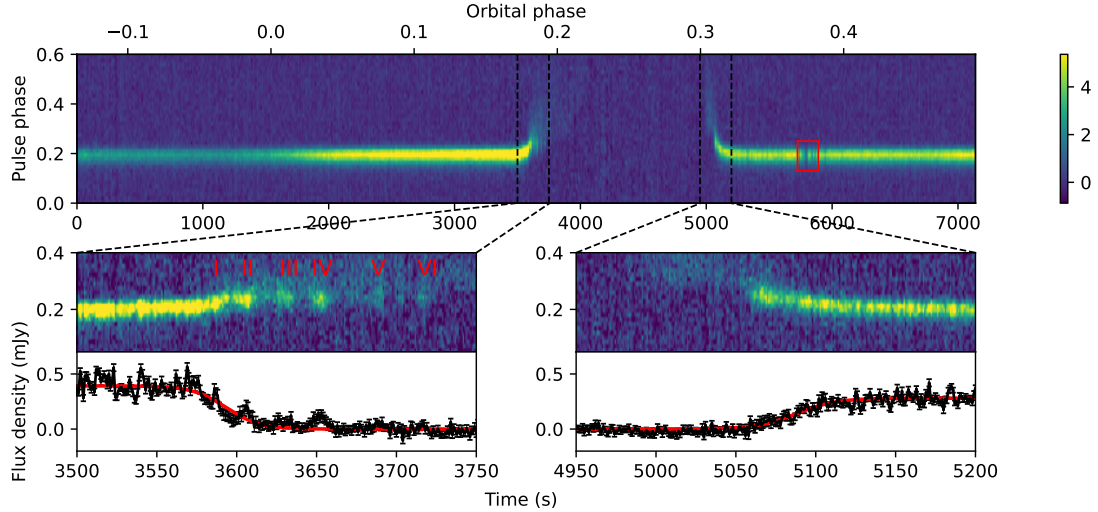 Orbital phase
−0.1 0.0 0.1 0.2 0.3 0.4
0.6
0.4
0.2
0.0
Pulse phase
0 1000 2000 3000 4000 5000 6000 7000
4
2
0
0.4
0.2
I II III IV V VI
0.5
0.0
Flux density (mJy)
3500 3550 3600 3650 3700 3750
0.4
0.2
0.5
0.0
4950 5000 5050 5100 5150 5200
Time (s)